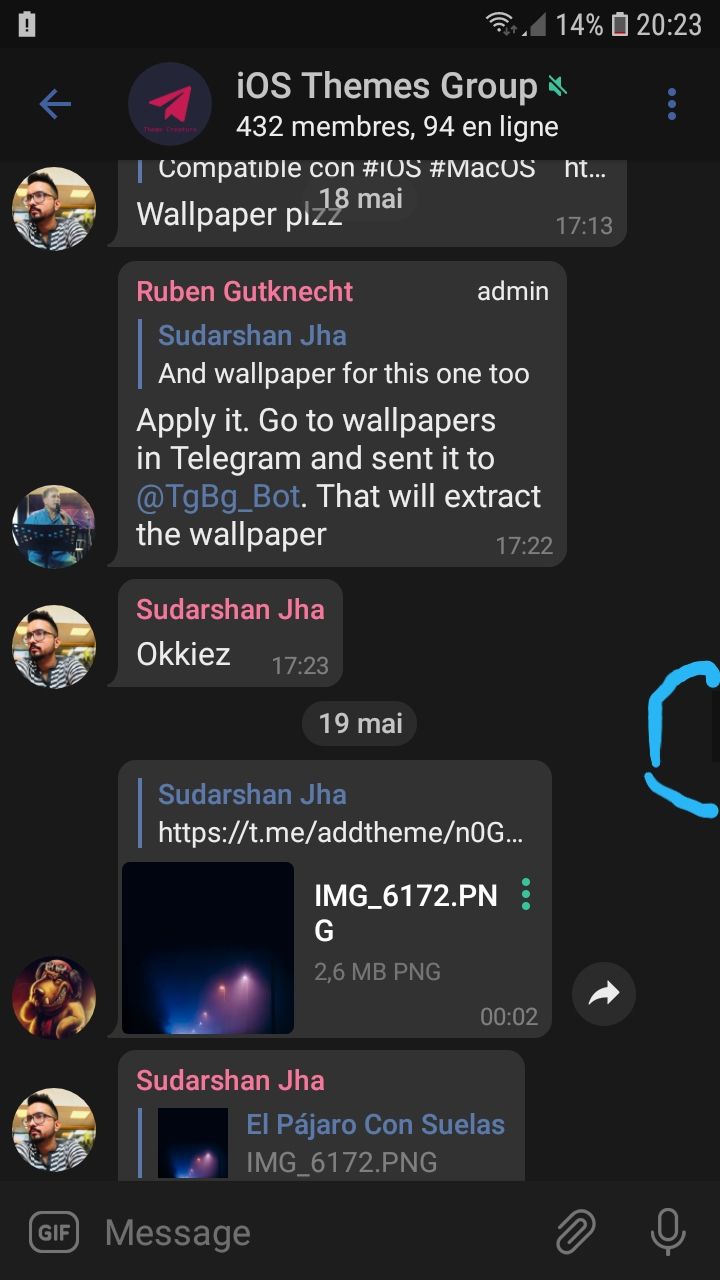 14% 20:23
iOS Themes Group
432 membres, 94 en ligne
Theme Creators
Compatible con #iOS #MacOS ht...
18 mai
Wallpaper plzz
17:13
Ruben Gutknecht admin
Sudarshan Jha
And wallpaper for this one too
Apply it. Go to wallpapers
in Telegram and sent it to
@TgBg_Bot. That will extract
the wallpaper
17:22
Sudarshan Jha
Okkiez 17:23
19 mai
Sudarshan Jha
https://t.me/addtheme/n0G...
IMG_6172.PN
G
2,6 MB PNG
00:02
Sudarshan Jha
El Pájaro Con Suelas
IMG_6172.PNG
GIF Message